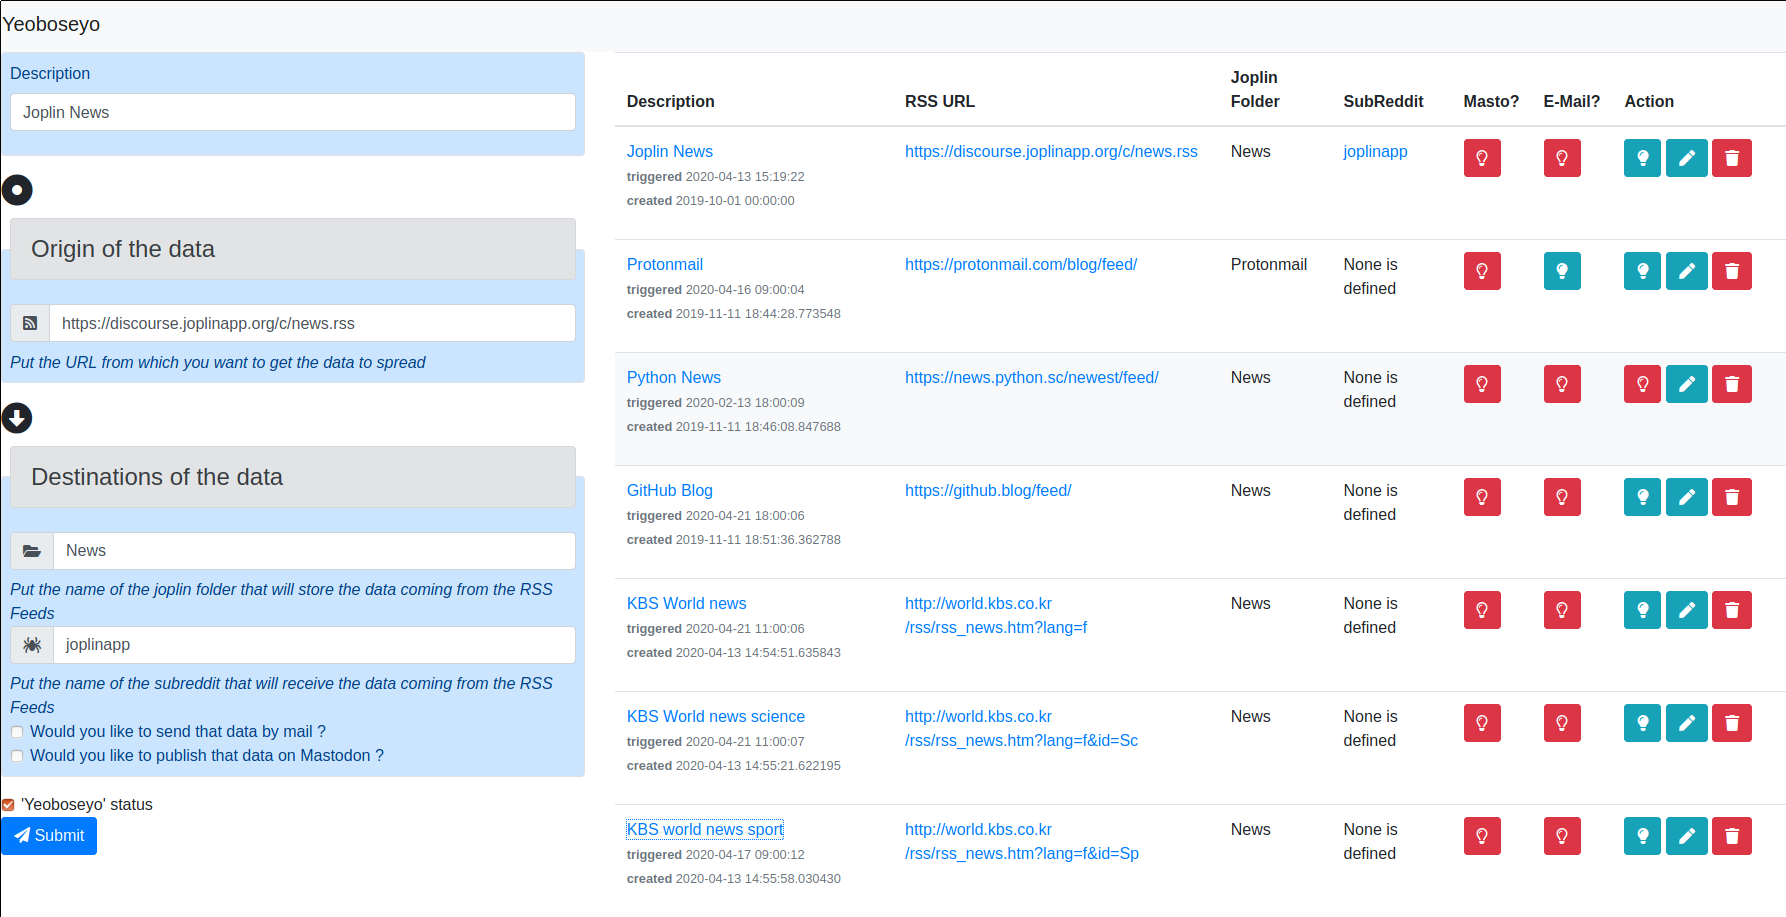 Yeoboseyo
Description
Joplin News
Origin of the data
https://discourse.joplinapp.org/c/news.rss
Put the URL from which you want to get the data to spread
Destinations of the data
News
Put the name of the joplin folder that will store the data coming from the RSS
Feeds
joplinapp
Put the name of the subreddit that will receive the data coming from the RSS
Feeds
Would you like to send that data by mail ?
Would you like to publish that data on Mastodon ?
'Yeoboseyo' status
Submit
Description RSS URL Joplin Folder SubReddit Masto? E-Mail? Action
Joplin News https://discourse.joplinapp.org/c/news.rss News joplinapp
triggered 2020-04-13 15:19:22
created 2019-10-01 00:00:00
Protonmail https://protonmail.com/blog/feed/ Protonmail None is
triggered 2020-04-16 09:00:04 defined
created 2019-11-11 18:44:28.773548
Python News https://news.python.sc/newest/feed/ News None is
triggered 2020-02-13 18:00:09 defined
created 2019-11-11 18:46:08.847688
GitHub Blog https://github.blog/feed/ News None is
triggered 2020-04-21 18:00:06 defined
created 2019-11-11 18:51:36.362788
KBS World news http://world.kbs.co.kr News None is
triggered 2020-04-21 11:00:06 /rss/rss_news.htm?lang=f defined
created 2020-04-13 14:54:51.635843
KBS World news science http://world.kbs.co.kr News None is
triggered 2020-04-21 11:00:07 /rss/rss_news.htm?lang=f&id=Sc defined
created 2020-04-13 14:55:21.622195
KBS world news sport http://world.kbs.co.kr News None is
triggered 2020-04-17 09:00:12 /rss/rss_news.htm?lang=f&id=Sp defined
created 2020-04-13 14:55:58.030430